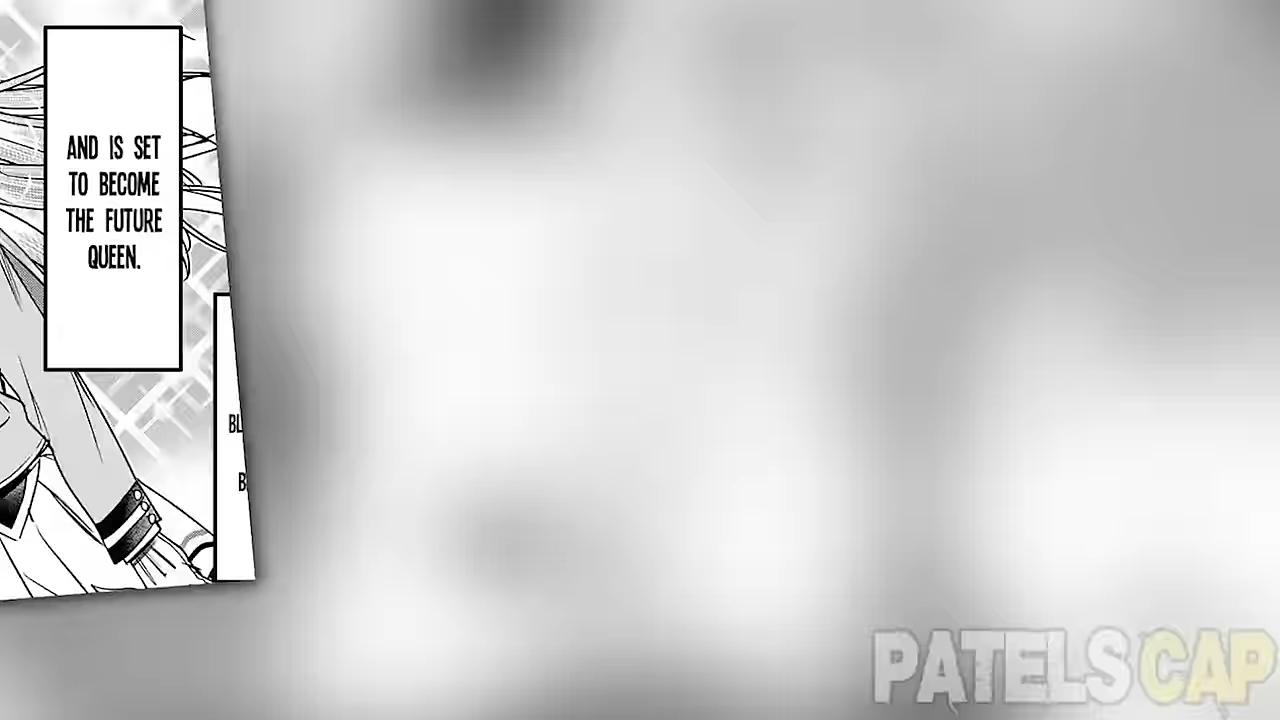 AND IS SET
TO BECOME
THE FUTURE
QUEEN.
PATELSCAP